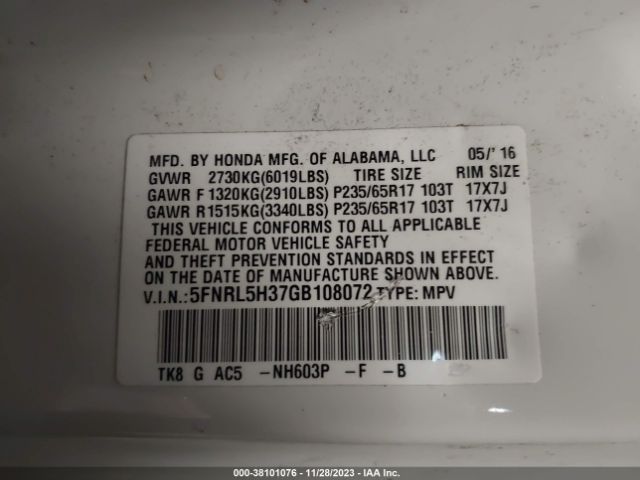 MFD. BY HONDA MFG. OF ALABAMA, LLC 05/' 16
GVWR 2730KG(6019LBS) TIRE SIZE RIM SIZE
GAWR F 1320KG(2910LBS) P235/65R17 103T 17X7J
GAWR R 1515KG(3340LBS) P235/65R17 103T 17X7J
THIS VEHICLE CONFORMS TO ALL APPLICABLE
FEDERAL MOTOR VEHICLE SAFETY
AND THEFT PREVENTION STANDARDS IN EFFECT
ON THE DATE OF MANUFACTURE SHOWN ABOVE.
V.I.N.: 5FNRL5H37GB108072 TYPE: MPV
TK8 G AC5 -NH603P -F -B
000-38101076 - 11/28/2023 - IAA Inc.